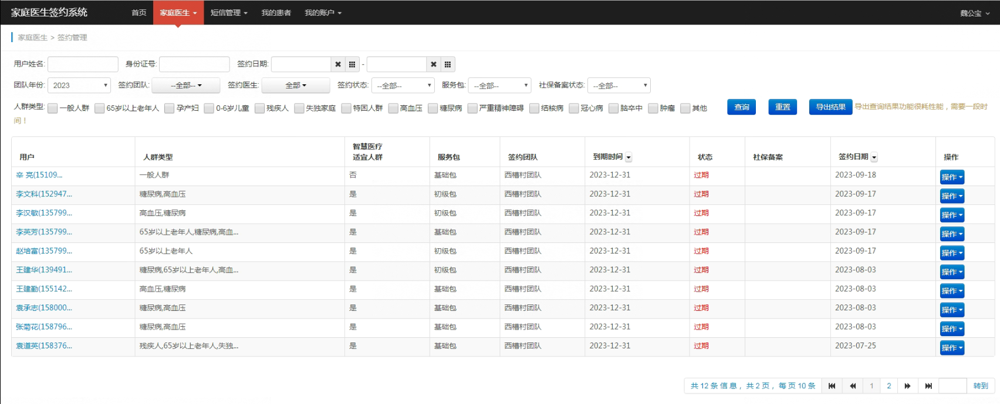 家庭医生签约系统 首页 家庭医生 短信管理 我的患者 我的账户 魏公宝
家庭医生 > 签约管理
用户姓名: 身份证号: 签约日期: -
团队年份: 2023 签约团队: --全部-- 签约医生: 全部 签约状态: --全部-- 服务包: --全部-- 社保备案状态: --全部--
人群类型: 一般人群 65岁以上老年人 孕产妇 0-6岁儿童 残疾人 失独家庭 特困人群 高血压 糖尿病 严重精神障碍 结核病 冠心病 脑卒中 肿瘤 其他 查询 重置 导出结果 导出查询结果功能很耗性能，需要一段时
间！
智慧医疗
用户 人群类型 适宜人群 服务包 签约团队 到期时间 状态 社保备案 签约日期 操作
辛 亮(15109... 一般人群 否 基础包 西槽村团队 2023-12-31 过期 2023-09-18 操作
李文科(152947... 糖尿病,高血压 是 初级包 西槽村团队 2023-12-31 过期 2023-09-17 操作
李汉敏(135799... 高血压,糖尿病 是 初级包 西槽村团队 2023-12-31 过期 2023-09-17 操作
李英芳(135799... 65岁以上老年人,糖尿病,高血... 是 基础包 西槽村团队 2023-12-31 过期 2023-09-17 操作
赵培富(135799... 65岁以上老年人 是 初级包 西槽村团队 2023-12-31 过期 2023-09-17 操作
王建华(139491... 糖尿病,65岁以上老年人,高血... 是 初级包 西槽村团队 2023-12-31 过期 2023-08-03 操作
王建勤(155142... 高血压,糖尿病 是 基础包 西槽村团队 2023-12-31 过期 2023-08-03 操作
袁承志(158000... 糖尿病,高血压 是 基础包 西槽村团队 2023-12-31 过期 2023-08-03 操作
张菊花(158796... 糖尿病,高血压 是 基础包 西槽村团队 2023-12-31 过期 2023-08-03 操作
袁道英(158376... 残疾人,65岁以上老年人,失独... 是 基础包 西槽村团队 2023-12-31 过期 2023-07-25 操作
共 12 条 信 息 ， 共 2 页 ， 每 页 10 条 1 2 转到